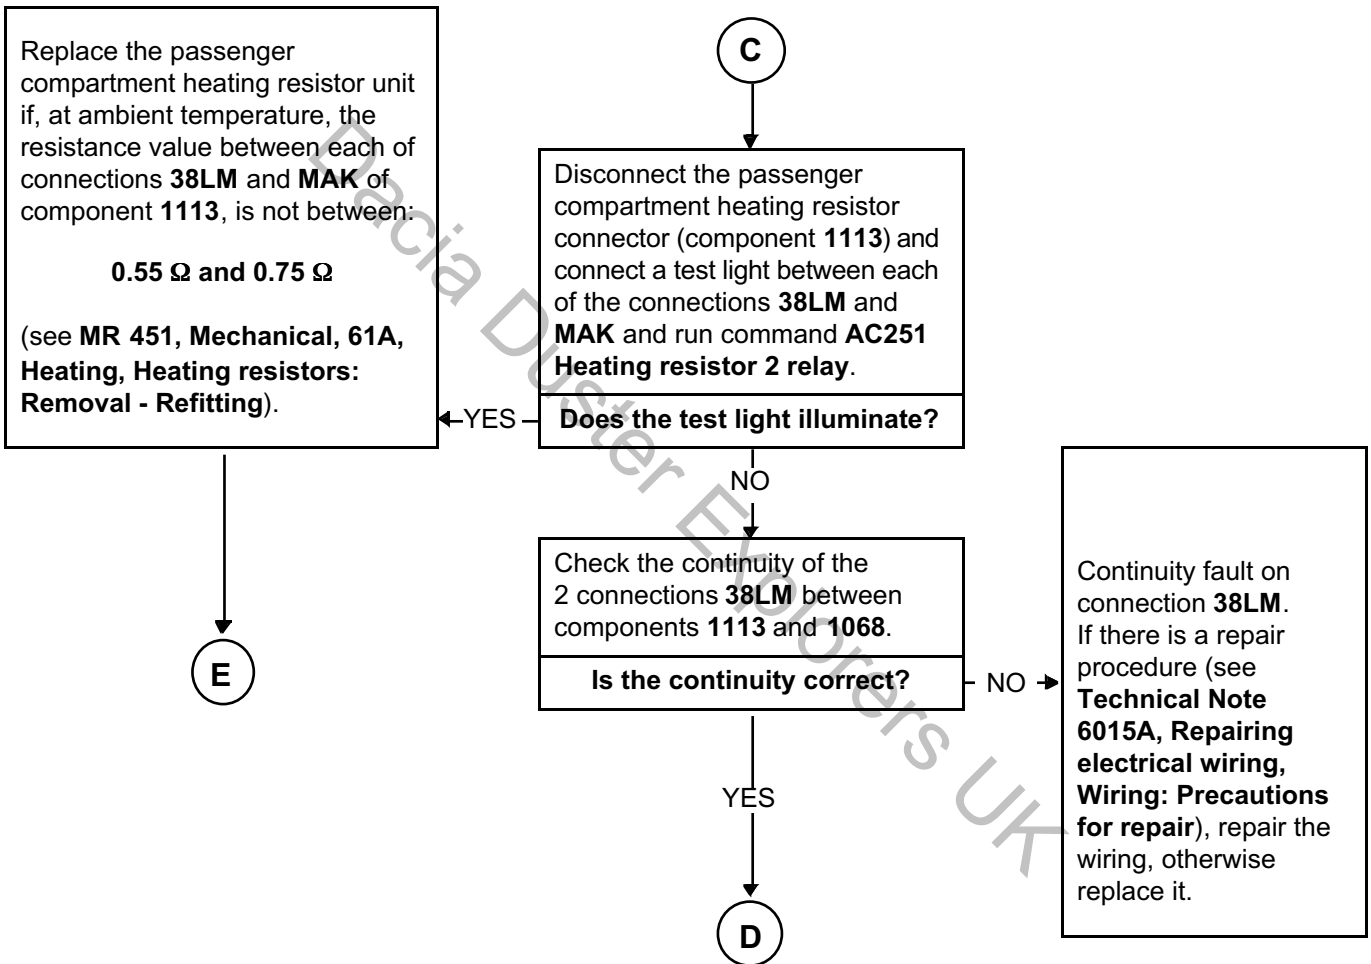 Replace the passenger
compartment heating resistor unit
if, at ambient temperature, the
resistance value between each of
connections 38LM and MAK of
component 1113, is not between:
0.55 Ω and 0.75 Ω
(see MR 451, Mechanical, 61A,
Heating, Heating resistors:
Removal - Refitting).
C
Disconnect the passenger
compartment heating resistor
connector (component 1113) and
connect a test light between each
of the connections 38LM and
MAK and run command AC251
Heating resistor 2 relay.
YES
Does the test light illuminate?
NO
E
Check the continuity of the
2 connections 38LM between
components 1113 and 1068.
Is the continuity correct?
NO
Continuity fault on
connection 38LM.
If there is a repair
procedure (see
Technical Note
6015A, Repairing
electrical wiring,
Wiring: Precautions
for repair), repair the
wiring, otherwise
replace it.
YES
D
Dacia Duster Explorers UK